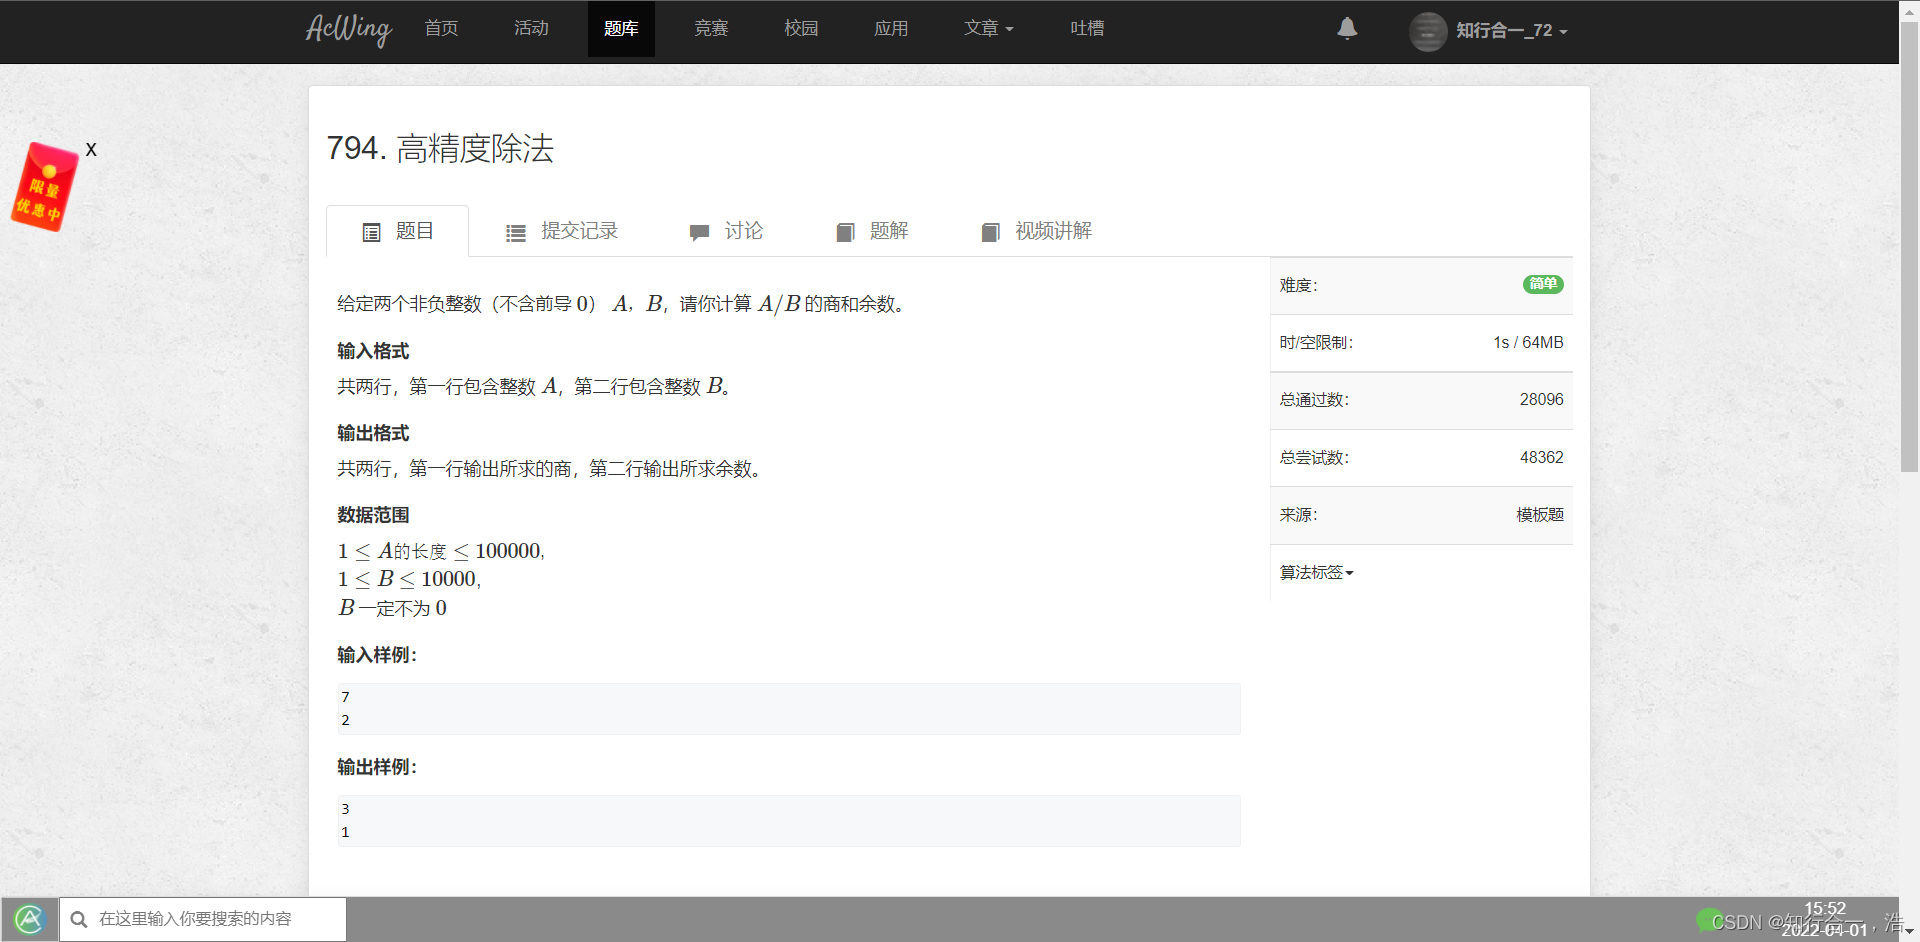 AcWing 首页 活动 题库 竞赛 校园 应用 文章 吐槽 知行合一_72
X
限量
优惠中
794. 高精度除法
题目 提交记录 讨论 题解 视频讲解
给定两个非负整数（不含前导 0） A，B，请你计算 A/B 的商和余数。
输入格式
共两行，第一行包含整数 A，第二行包含整数 B。
输出格式
共两行，第一行输出所求的商，第二行输出所求余数。
数据范围
1 ≤ A的长度 ≤ 100000,
1 ≤ B ≤ 10000,
B 一定不为 0
输入样例：
7
2
输出样例：
3
1
难度： 简单
时/空限制： 1s / 64MB
总通过数： 28096
总尝试数： 48362
来源： 模板题
算法标签
在这里输入你要搜索的内容
15:52
CSDN @知行合一，浩
2022-04-01